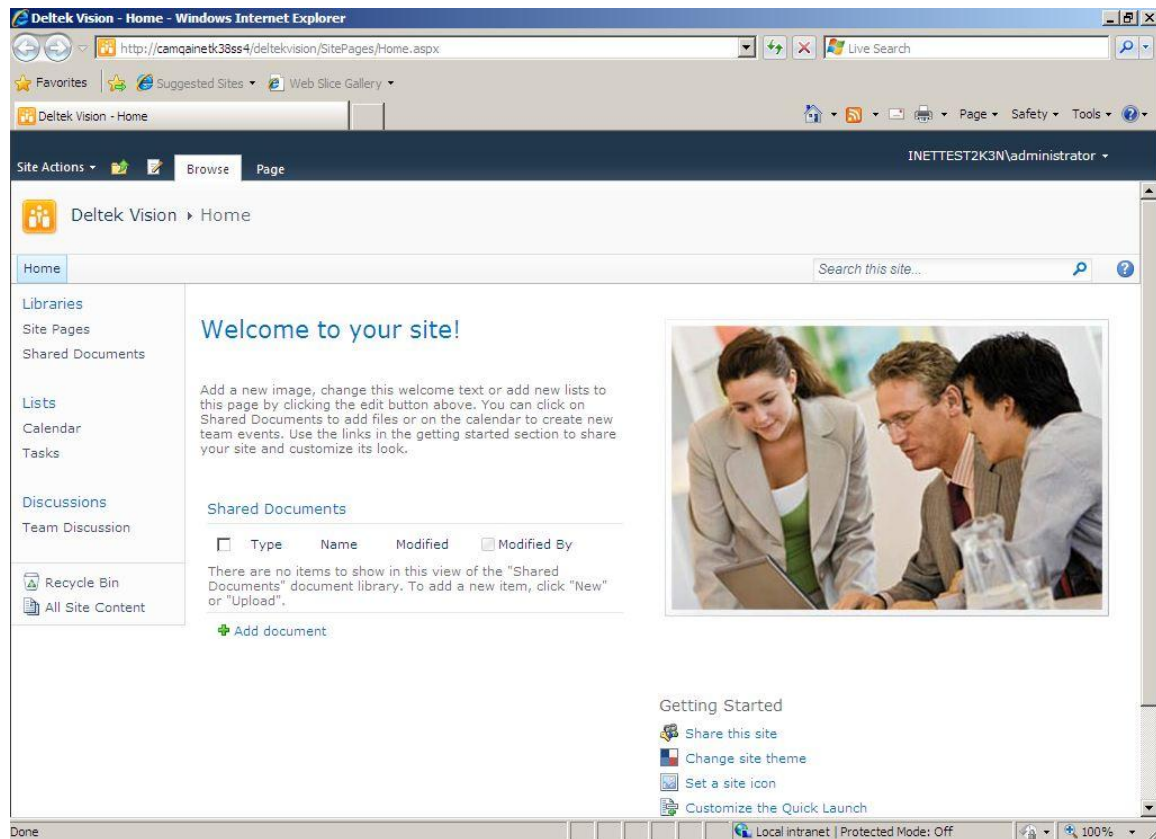 Deltek Vision - Home - Windows Internet Explorer
http://camqainetk38ss4/deltekvision/SitePages/Home.aspx
Live Search
Favorites
Suggested Sites
Web Slice Gallery
Deltek Vision - Home
Page
Safety
Tools
Site Actions
Browse
Page
INETTEST2K3N\administrator
Deltek Vision
Home
Home
Search this site...
Libraries
Site Pages
Shared Documents
Lists
Calendar
Tasks
Discussions
Team Discussion
Recycle Bin
All Site Content
Welcome to your site!
Add a new image, change this welcome text or add new lists to
this page by clicking the edit button above. You can click on
Shared Documents to add files or on the calendar to create new
team events. Use the links in the getting started section to share
your site and customize its look.
Shared Documents
Type Name Modified Modified By
There are no items to show in this view of the "Shared
Documents" document library. To add a new item, click "New"
or "Upload".
Add document
Getting Started
Share this site
Change site theme
Set a site icon
Customize the Quick Launch
Done
Local intranet | Protected Mode: Off
100%